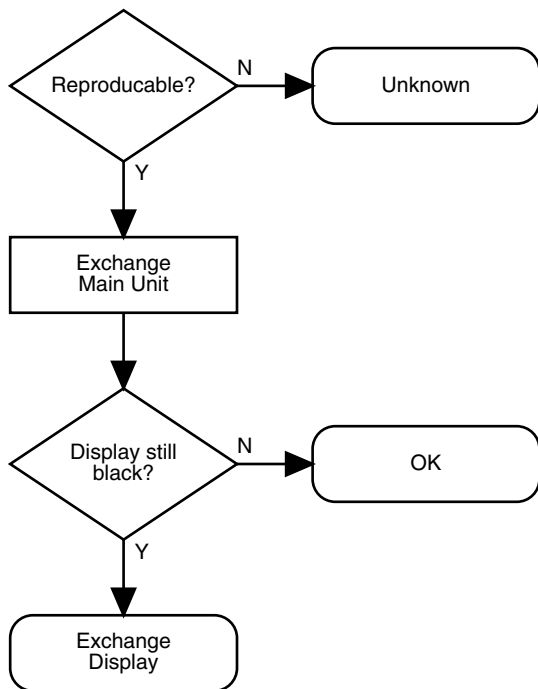 Reproducable?
N
Unknown
Y
Exchange
Main Unit
Display still
black?
N
OK
Y
Exchange
Display